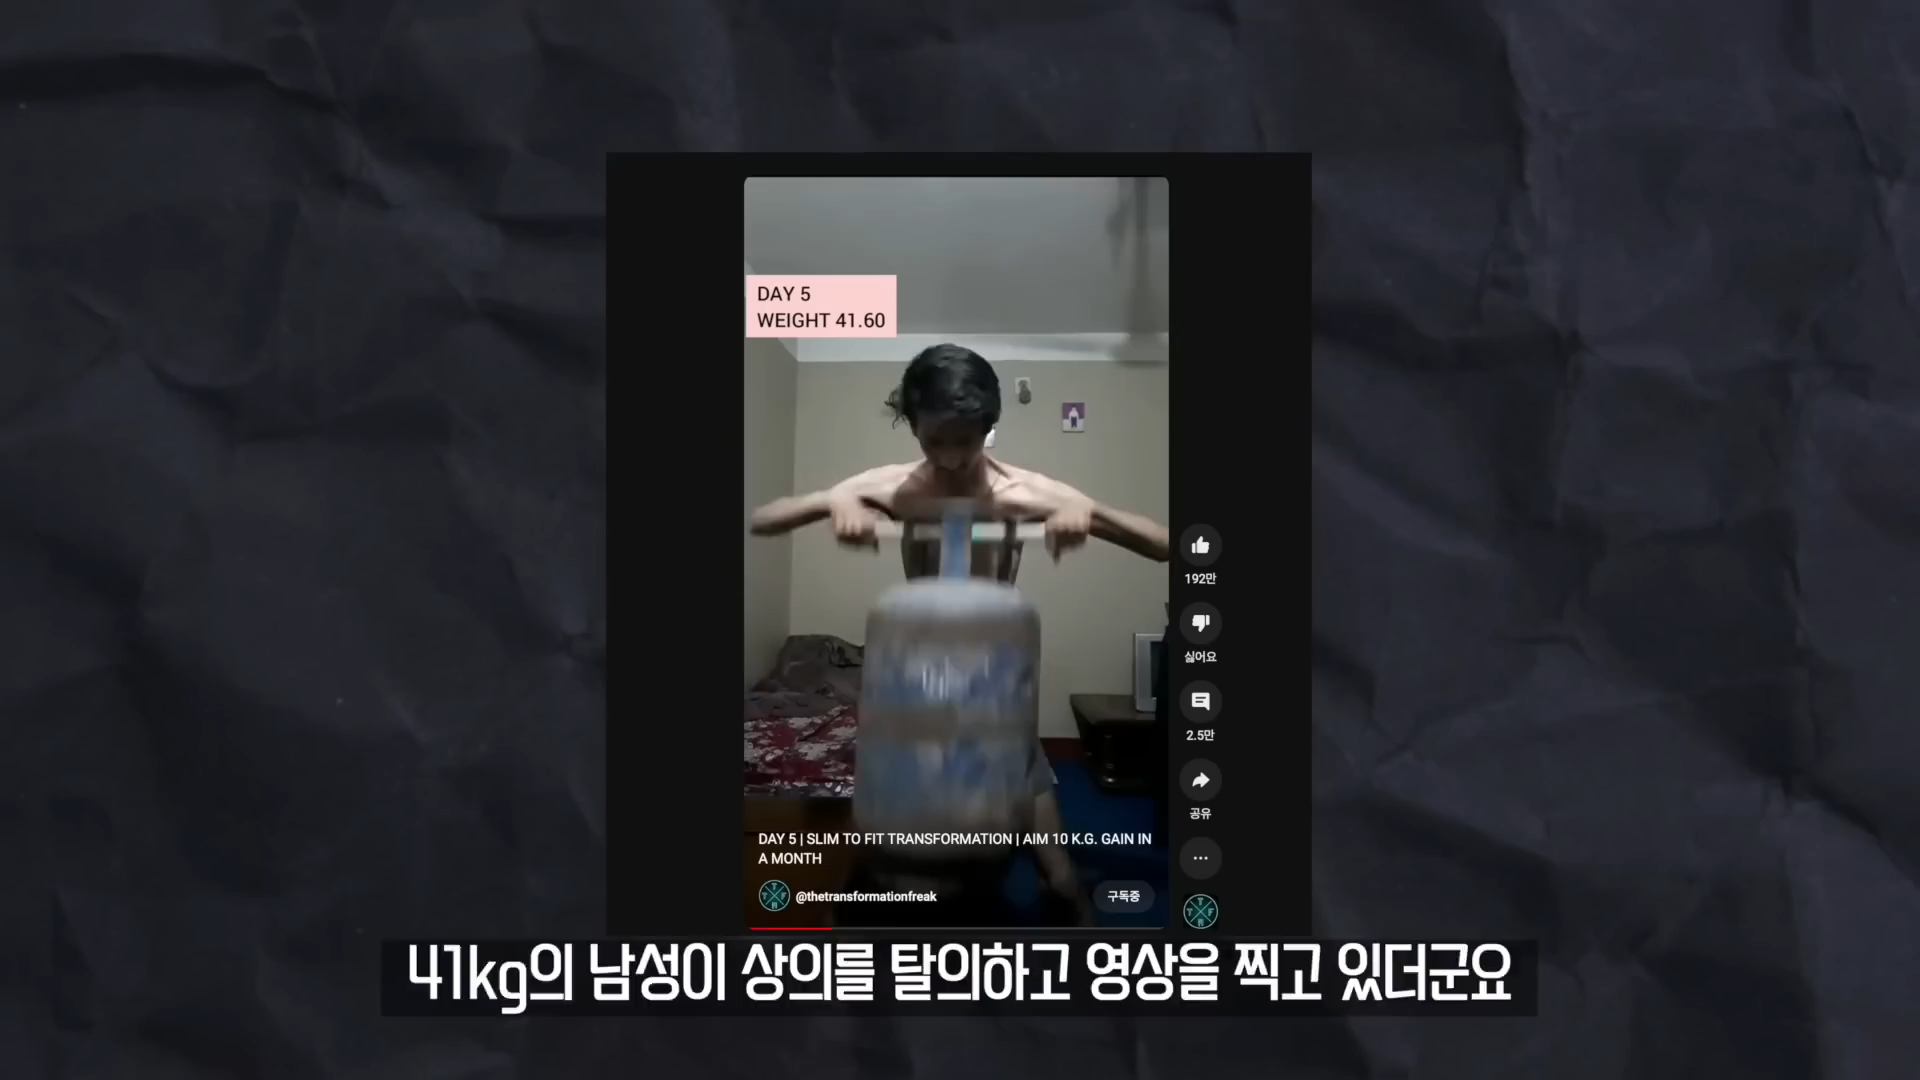 DAY 5
WEIGHT 41.60
192만
싫어요
2.5만
공유
DAY 5 | SLIM TO FIT TRANSFORMATION | AIM 10 K.G. GAIN IN
A MONTH
@thetransformationfreak
구독중
41kg의 남성이 상의를 탈의하고 영상을 찍고 있더군요